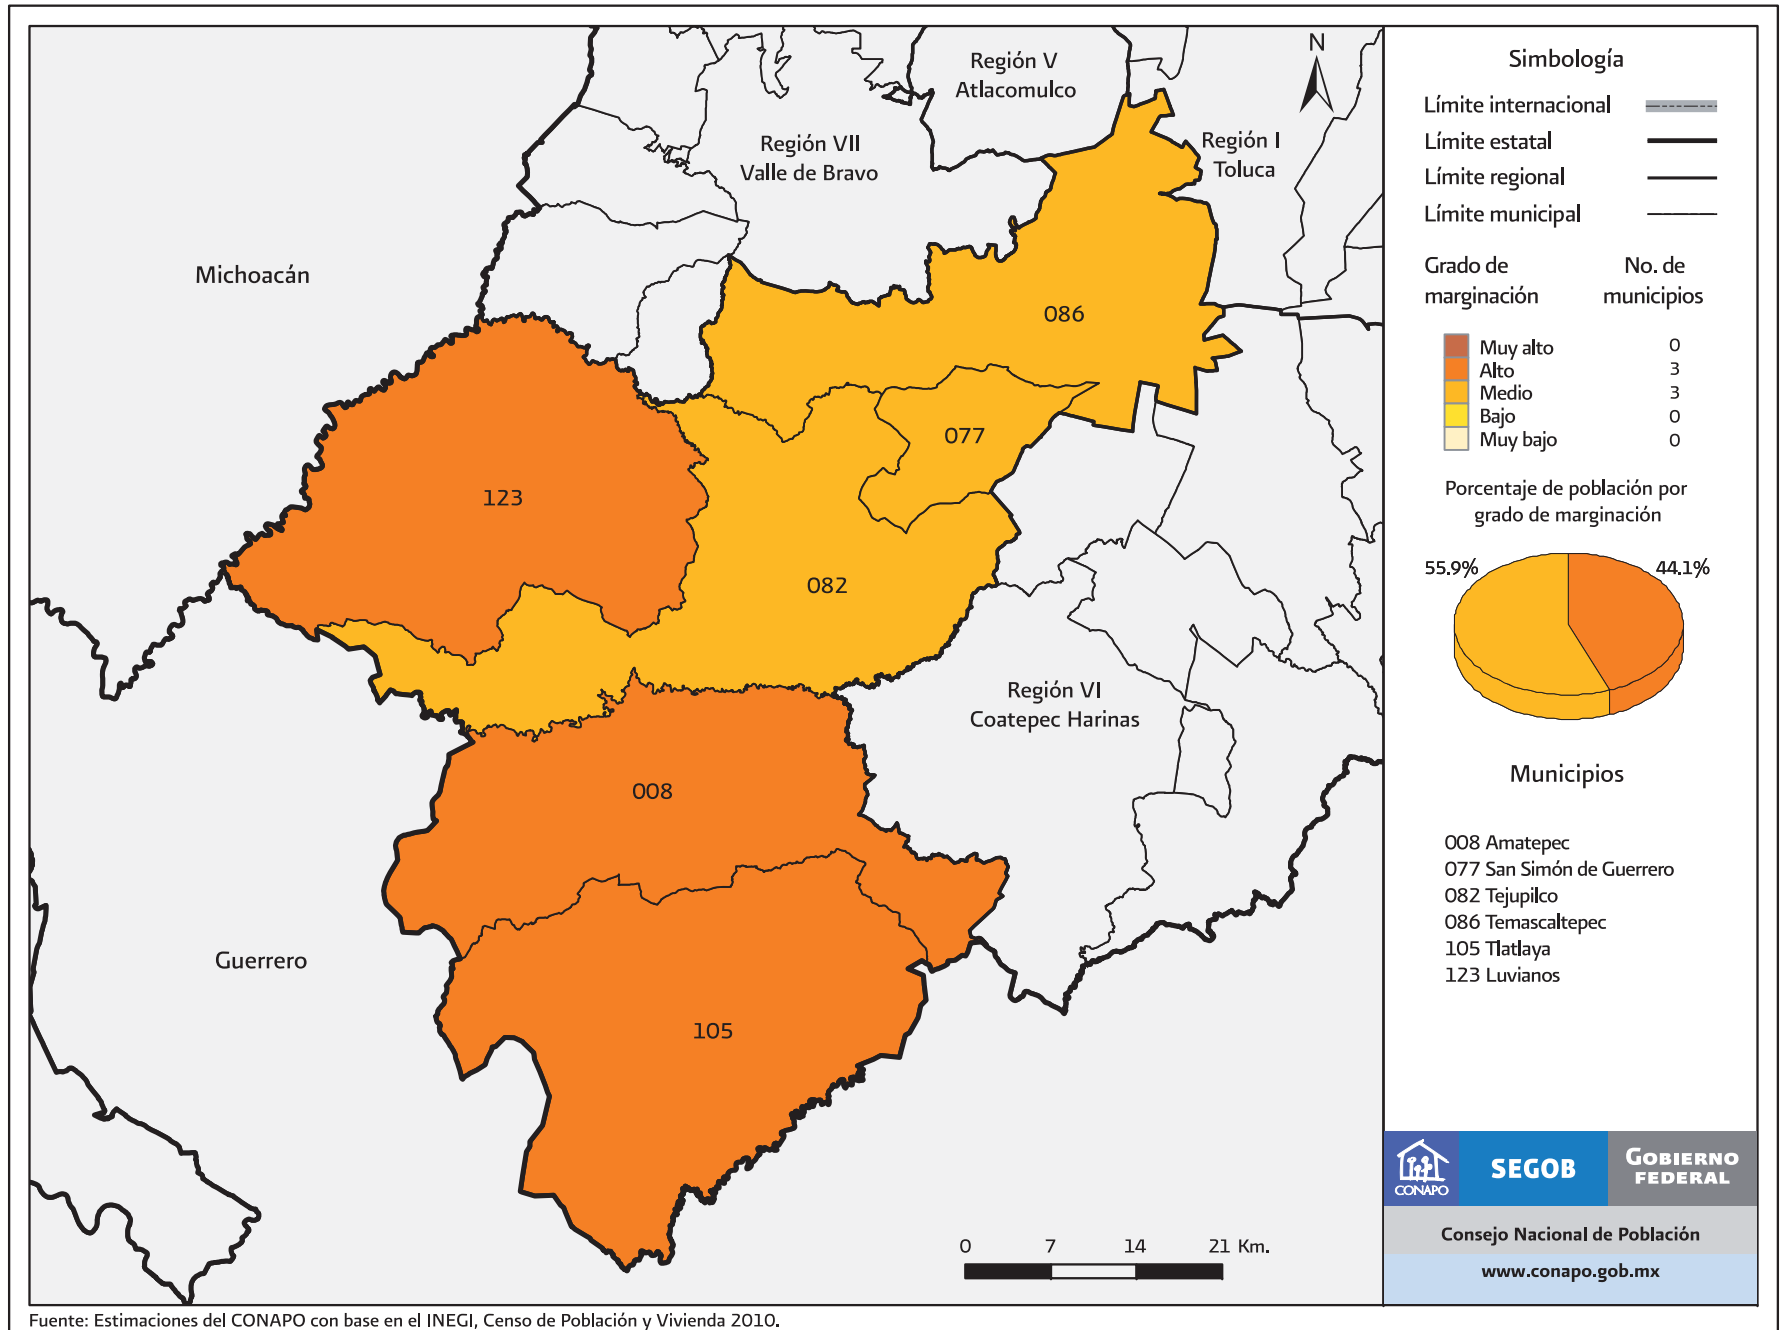 Región V
Atlacomulco
N
Región VII
Valle de Bravo
Región I
Toluca
Michoacán
086
077
123
082
Región VI
Coatepec Harinas
008
Guerrero
105
0 7 14 21 Km.
Simbología
Límite internacional
Límite estatal
Límite regional
Límite municipal
Grado de marginación
No. de municipios
Muy alto 0
Alto 3
Medio 3
Bajo 0
Muy bajo 0
Porcentaje de población por
grado de marginación
55.9% 44.1%
Municipios
008 Amatepec
077 San Simón de Guerrero
082 Tejupilco
086 Temascaltepec
105 Tlatlaya
123 Luvianos
CONAPO
SEGOB
GOBIERNO
FEDERAL
Consejo Nacional de Población
www.conapo.gob.mx
Fuente: Estimaciones del CONAPO con base en el INEGI, Censo de Población y Vivienda 2010.